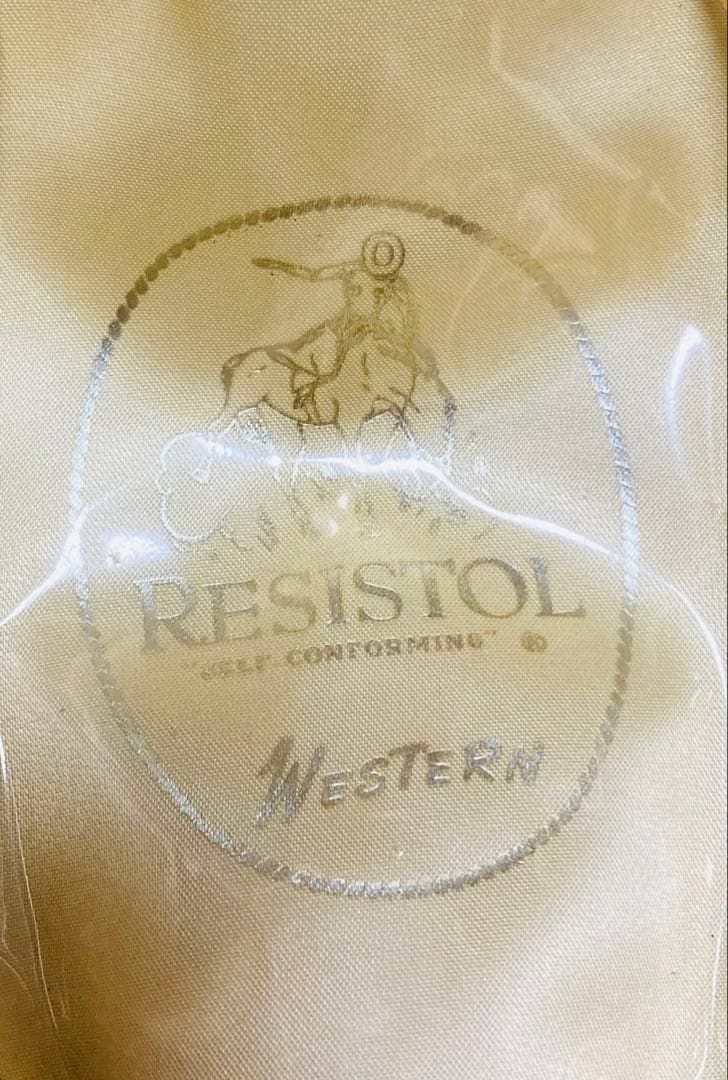 RESISTOL
"SELF-CONFORMING" ®
WESTERN